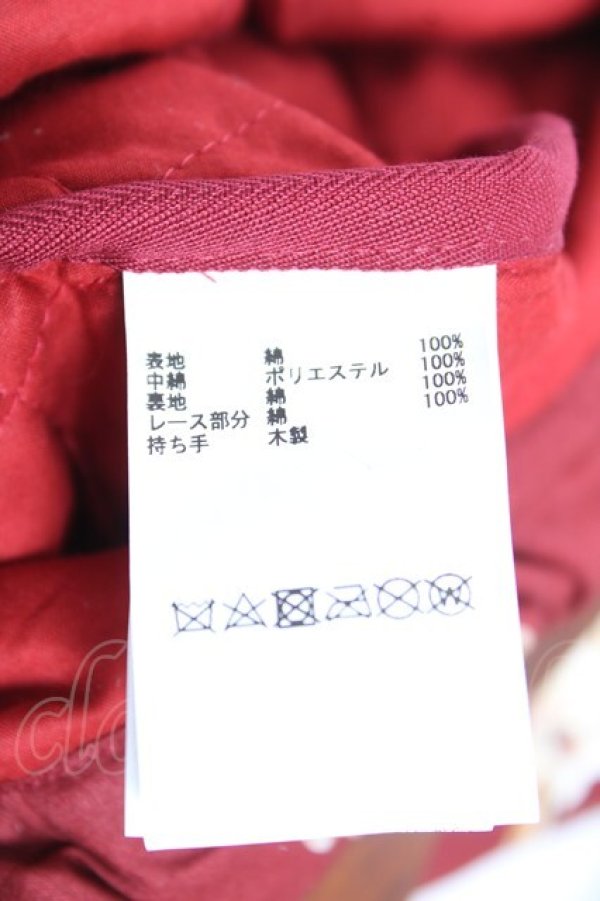 表地 綿 100%
中綿 ポリエステル 100%
裏地 綿 100%
レース部分 綿 100%
持ち手 木製